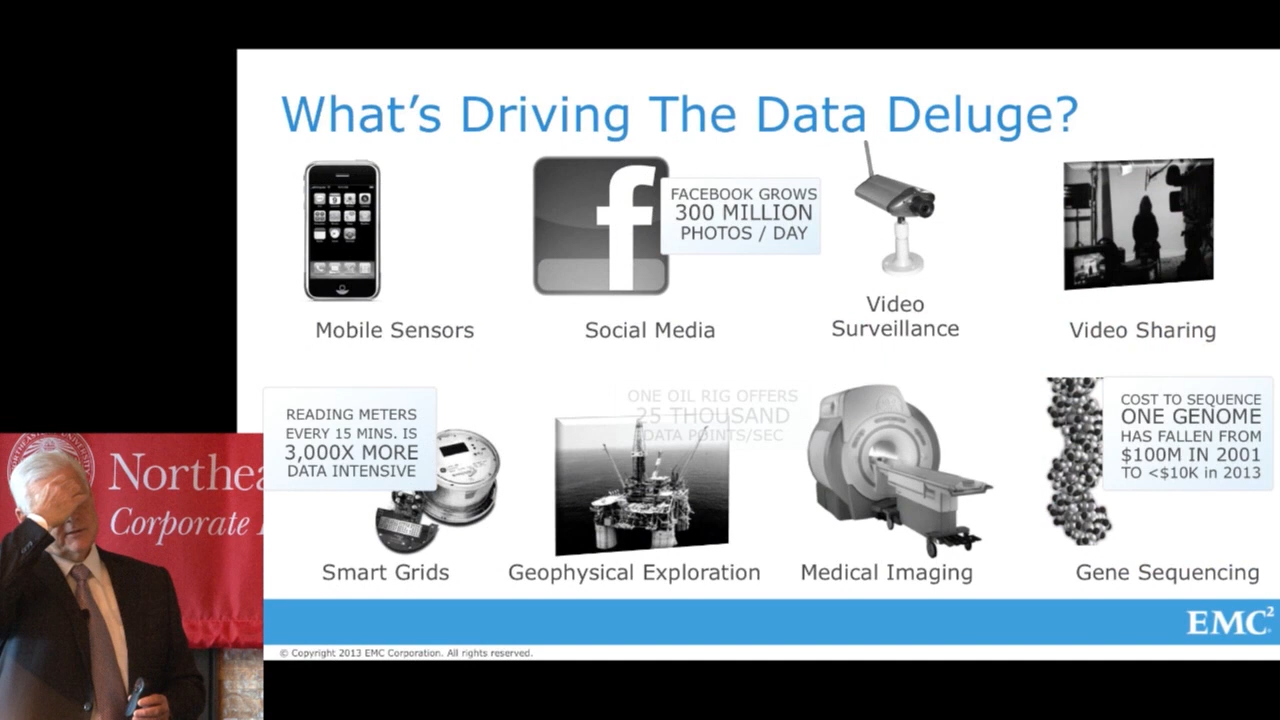 What's Driving The Data Deluge?
FACEBOOK GROWS
300 MILLION
PHOTOS / DAY
Mobile Sensors
Social Media
Video
Surveillance
Video Sharing
READING METERS
EVERY 15 MINS. IS
3,000X MORE
DATA INTENSIVE
ONE OIL RIG OFFERS
25 THOUSAND
DATA POINTS/SEC
COST TO SEQUENCE
ONE GENOME
HAS FALLEN FROM
$100M IN 2001
TO <$10K in 2013
Smart Grids
Geophysical Exploration
Medical Imaging
Gene Sequencing
EMC²
© Copyright 2013 EMC Corporation. All rights reserved.
Northea
Corporate